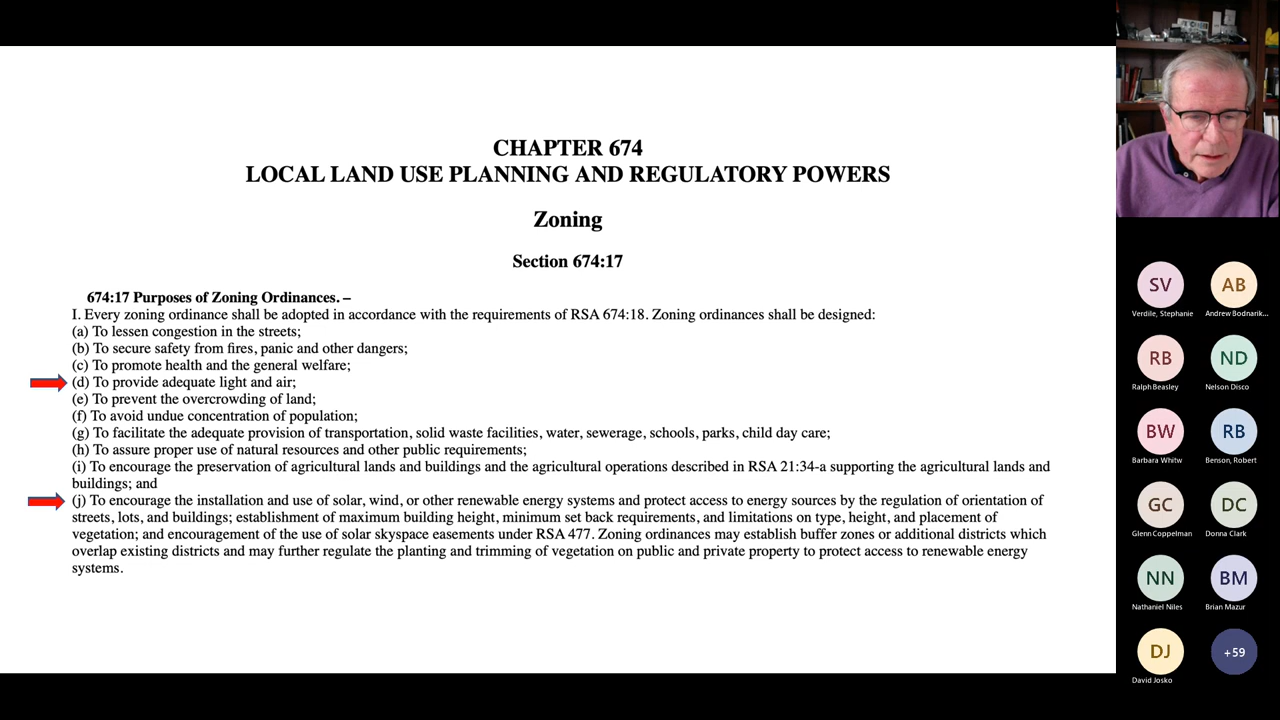 CHAPTER 674
LOCAL LAND USE PLANNING AND REGULATORY POWERS
Zoning
Section 674:17
674:17 Purposes of Zoning Ordinances. –
I. Every zoning ordinance shall be adopted in accordance with the requirements of RSA 674:18. Zoning ordinances shall be designed:
(a) To lessen congestion in the streets;
(b) To secure safety from fires, panic and other dangers;
(c) To promote health and the general welfare;
(d) To provide adequate light and air;
(e) To prevent the overcrowding of land;
(f) To avoid undue concentration of population;
(g) To facilitate the adequate provision of transportation, solid waste facilities, water, sewerage, schools, parks, child day care;
(h) To assure proper use of natural resources and other public requirements;
(i) To encourage the preservation of agricultural lands and buildings and the agricultural operations described in RSA 21:34-a supporting the agricultural lands and
buildings; and
(j) To encourage the installation and use of solar, wind, or other renewable energy systems and protect access to energy sources by the regulation of orientation of
streets, lots, and buildings; establishment of maximum building height, minimum set back requirements, and limitations on type, height, and placement of
vegetation; and encouragement of the use of solar skyspace easements under RSA 477. Zoning ordinances may establish buffer zones or additional districts which
overlap existing districts and may further regulate the planting and trimming of vegetation on public and private property to protect access to renewable energy
systems.
SV
Verdile, Stephanie
AB
Andrew Bodnarik...
RB
Ralph Beasley
ND
Nelson Disco
BW
Barbara Whitw
RB
Benson, Robert
GC
Glenn Coppelman
DC
Donna Clark
NN
Nathaniel Niles
BM
Brian Mazur
DJ
David Josko
+59